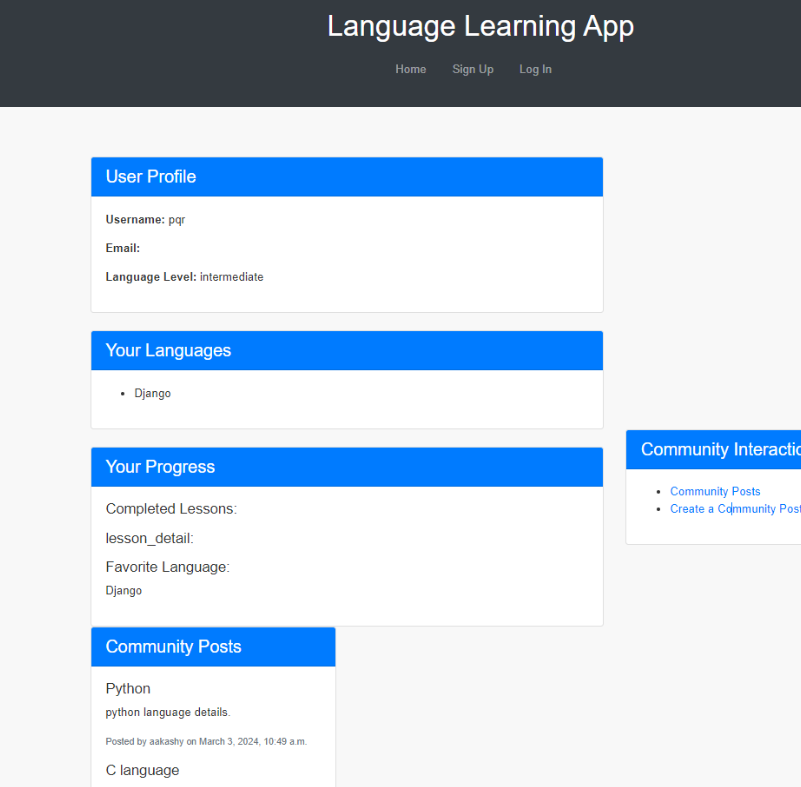 Language Learning App
Home Sign Up Log In
User Profile
Username: pqr
Email:
Language Level: intermediate
Your Languages
Django
Your Progress
Completed Lessons:
lesson_detail:
Favorite Language:
Django
Community Interactio
Community Posts
Create a Community Post
Community Posts
Python
python language details.
Posted by aakashy on March 3, 2024, 10:49 a.m.
C language